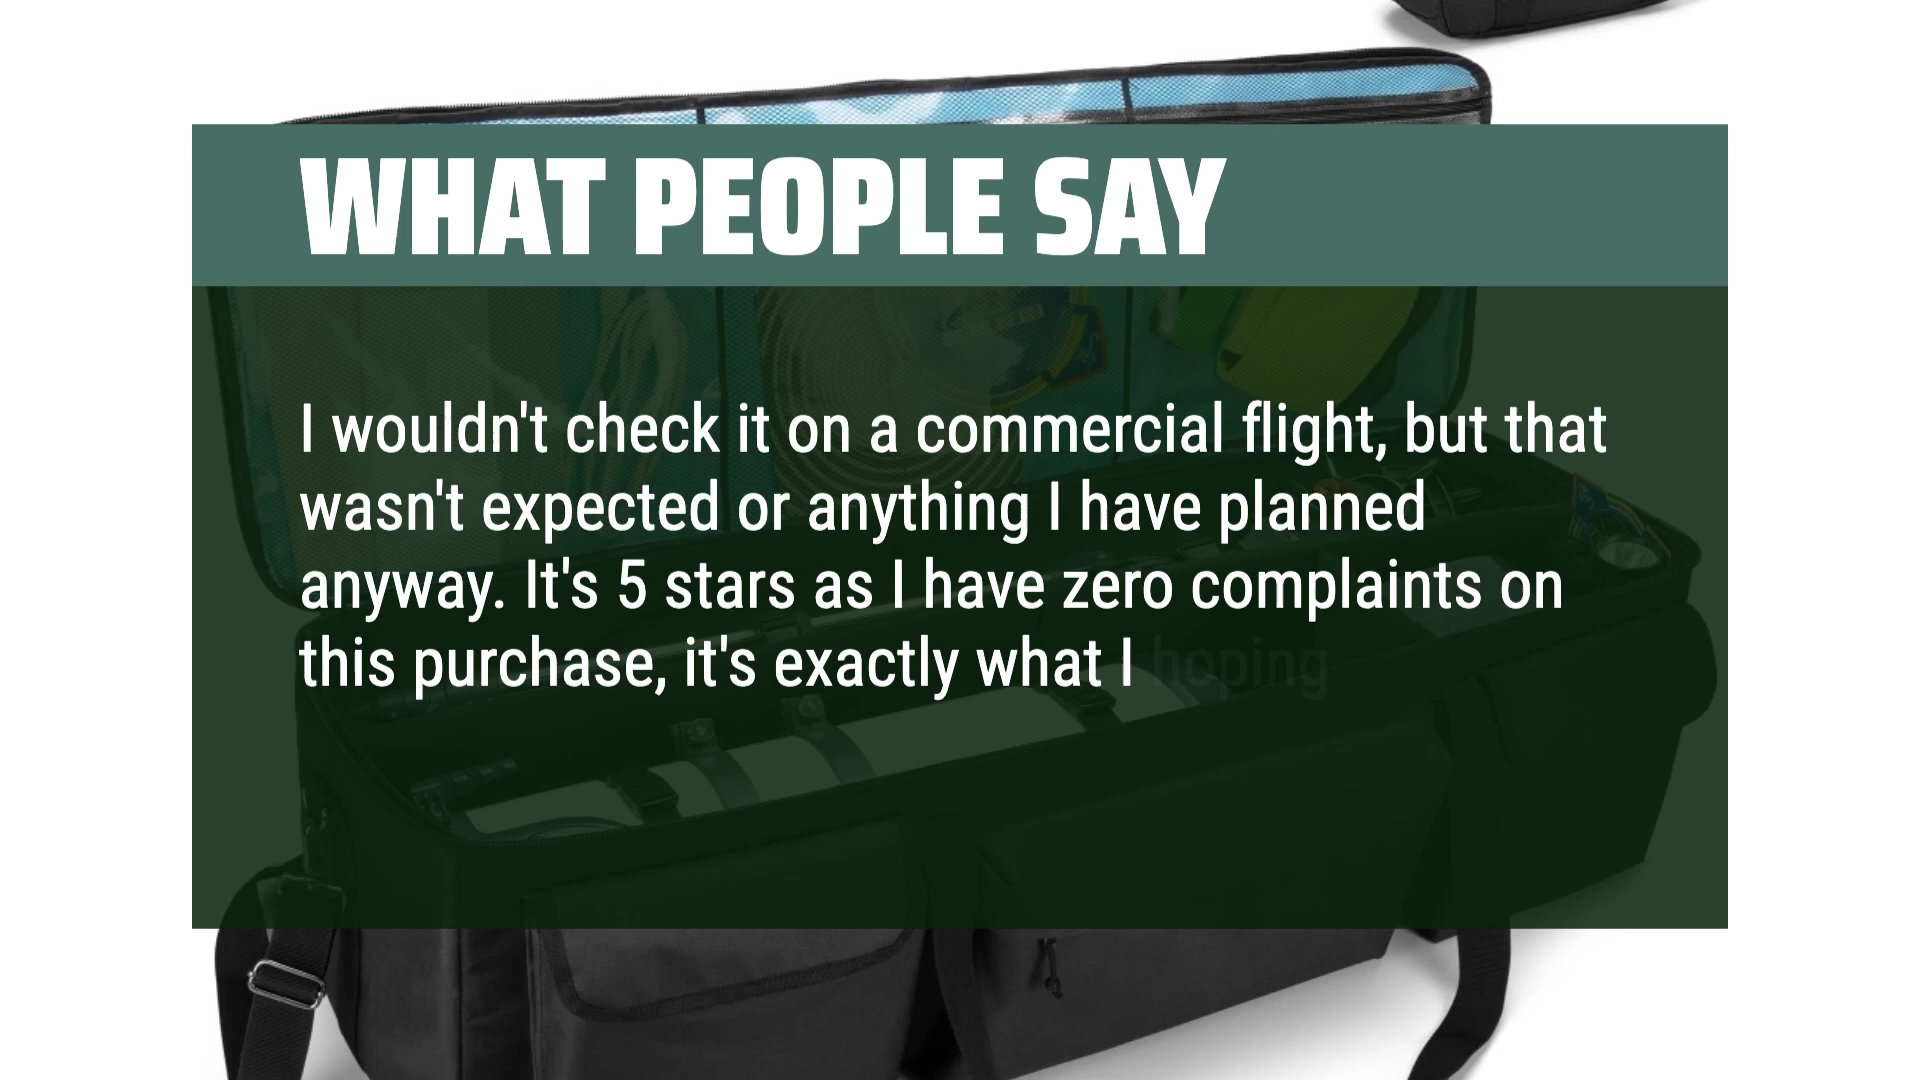 WHAT PEOPLE SAY
I wouldn't check it on a commercial flight, but that
wasn't expected or anything I have planned
anyway. It's 5 stars as I have zero complaints on
this purchase, it's exactly what I hoping